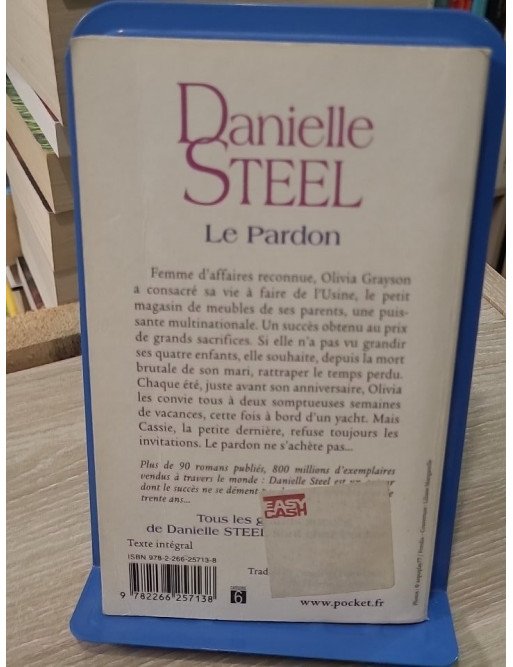 Danielle
STEEL
Le Pardon
Femme d'affaires reconnue, Olivia Grayson
a consacré sa vie à faire de l'Usine, le petit
magasin de meubles de ses parents, une puis-
sante multinationale. Un succès obtenu au prix
de grands sacrifices. Si elle n'a pas vu grandir
ses quatre enfants, elle souhaite, depuis la mort
brutale de son mari, rattraper le temps perdu.
Chaque été, juste avant son anniversaire, Olivia
les convie tous à deux somptueuses semaines
de vacances, cette fois à bord d'un yacht. Mais
Cassie, la petite dernière, refuse toujours les
invitations. Le pardon ne s'achète pas...
Plus de 90 romans publiés, 800 millions d'exemplaires
vendus à travers le monde : Danielle Steel est un auteur
dont le succès ne se dément
trente ans...
EASY
CASH
Tous les
de Danielle STEEL
Texte intégral
ISBN 978-2-266-25713-8
9 782266 257138
6
www.pocket.fr